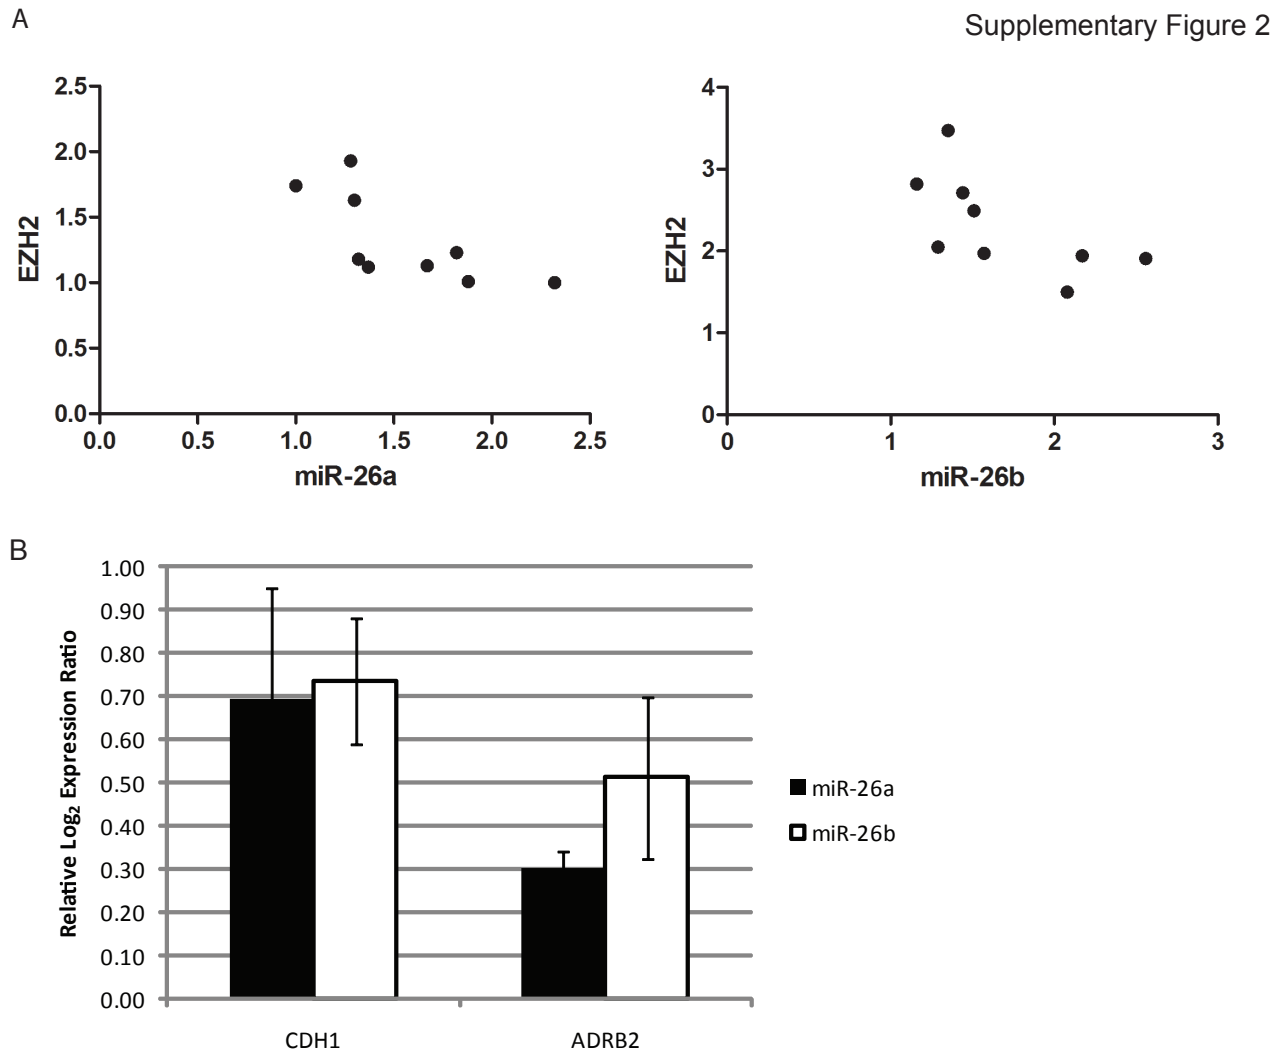 A
Supplementary Figure 2
2.5
2.0
1.5
1.0
0.5
0.0
EZH2
0.0 0.5 1.0 1.5 2.0 2.5
miR-26a
4
3
2
1
0
EZH2
0 1 2 3
miR-26b
B
1.00
0.90
0.80
0.70
0.60
0.50
0.40
0.30
0.20
0.10
0.00
Relative Log₂ Expression Ratio
CDH1 ADRB2
miR-26a
miR-26b